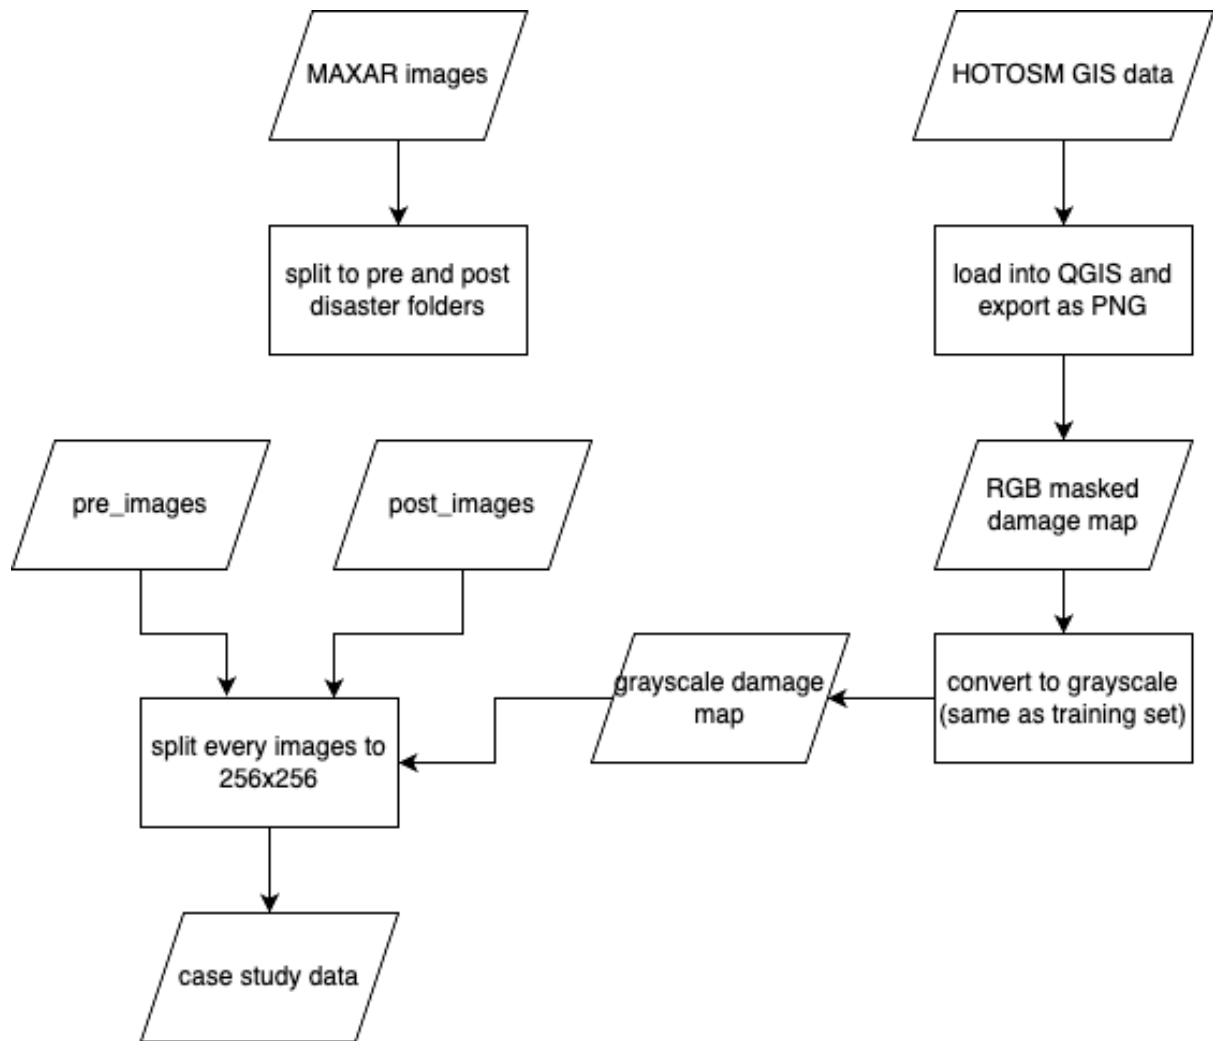 MAXAR images
HOTOSM GIS data
split to pre and post
disaster folders
load into QGIS and
export as PNG
pre_images
post_images
RGB masked
damage map
grayscale damage
map
convert to grayscale
(same as training set)
split every images to
256x256
case study data